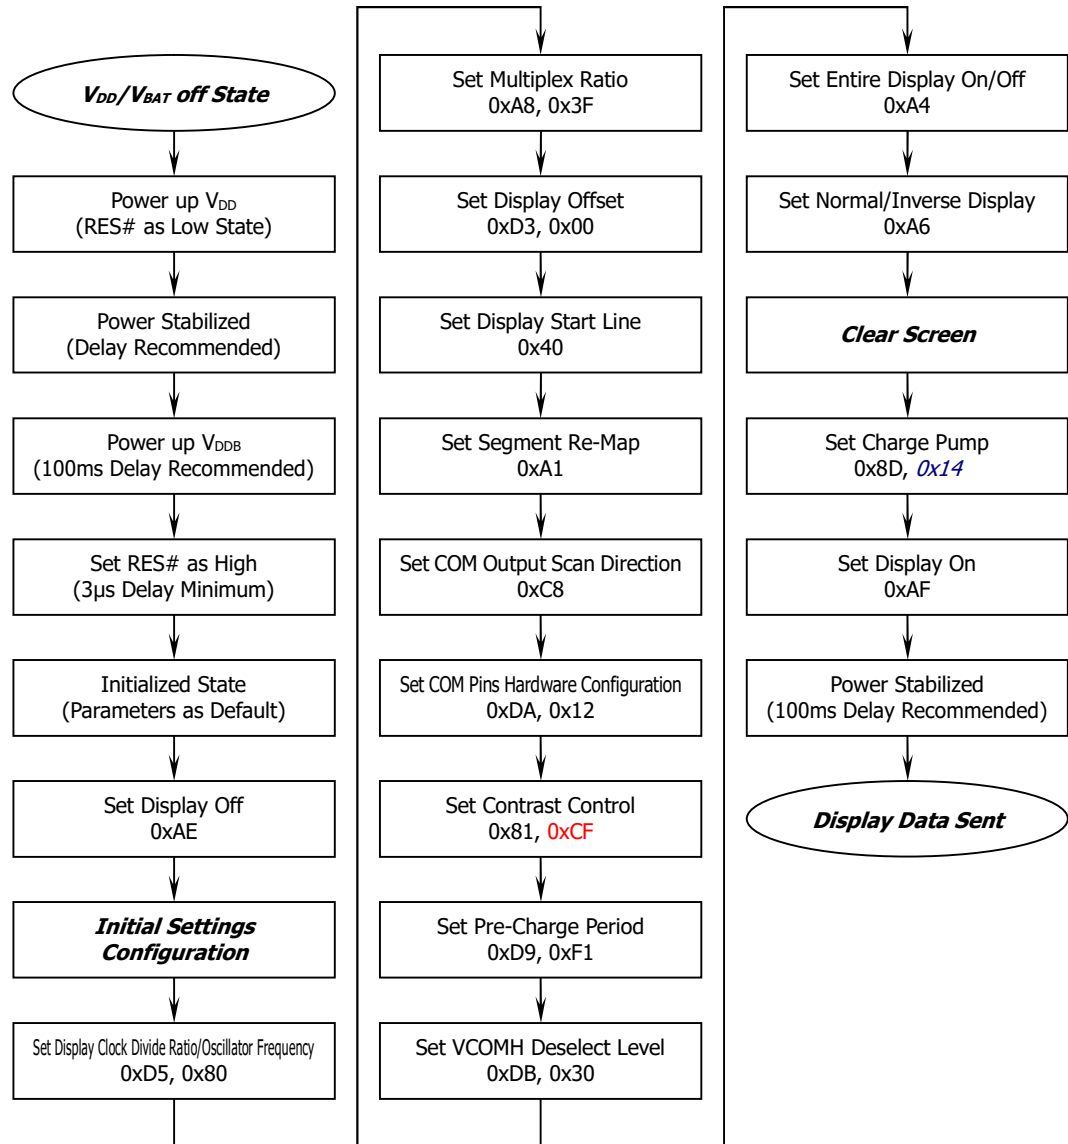 V_DD/V_BAT off State
Power up V_DD
(RES# as Low State)
Power Stabilized
(Delay Recommended)
Power up V_DDB
(100ms Delay Recommended)
Set RES# as High
(3μs Delay Minimum)
Initialized State
(Parameters as Default)
Set Display Off
0xAE
Initial Settings
Configuration
Set Display Clock Divide Ratio/Oscillator Frequency
0xD5, 0x80
Set Multiplex Ratio
0xA8, 0x3F
Set Display Offset
0xD3, 0x00
Set Display Start Line
0x40
Set Segment Re-Map
0xA1
Set COM Output Scan Direction
0xC8
Set COM Pins Hardware Configuration
0xDA, 0x12
Set Contrast Control
0x81, 0xCF
Set Pre-Charge Period
0xD9, 0xF1
Set VCOMH Deselect Level
0xDB, 0x30
Set Entire Display On/Off
0xA4
Set Normal/Inverse Display
0xA6
Clear Screen
Set Charge Pump
0x8D, 0x14
Set Display On
0xAF
Power Stabilized
(100ms Delay Recommended)
Display Data Sent